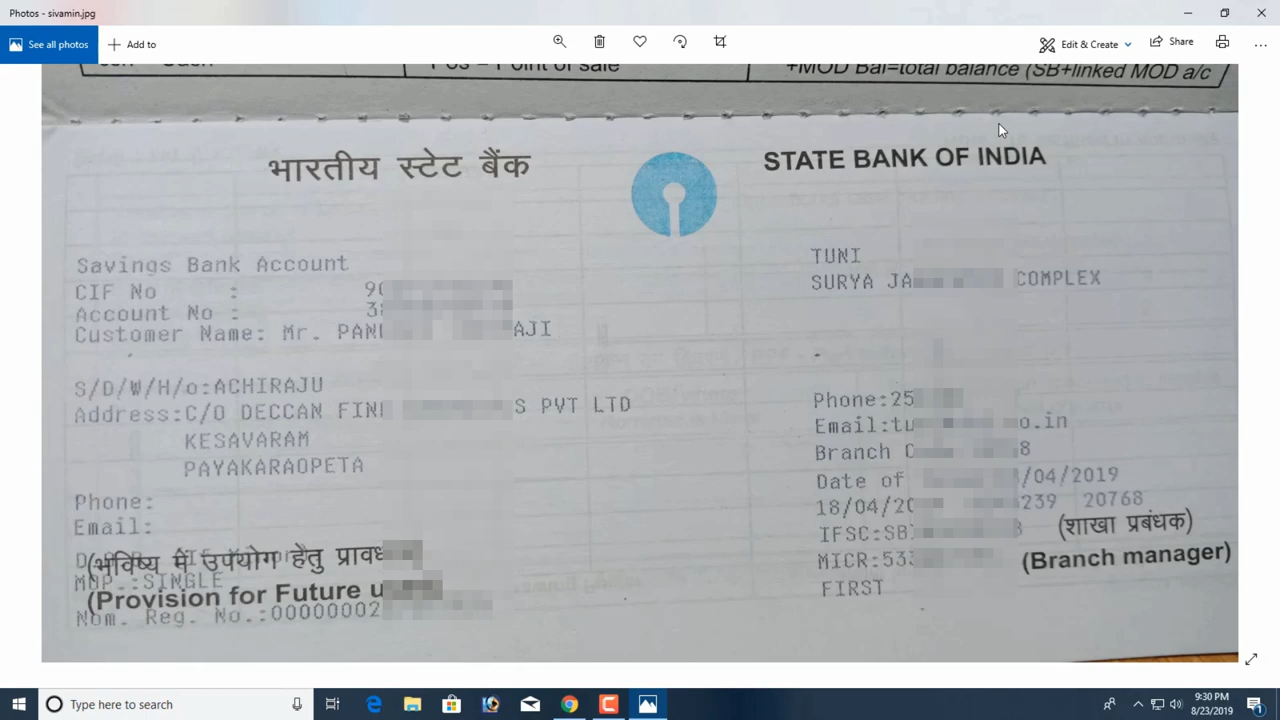 Photos - sivamin.jpg
See all photos
Add to
Edit & Create
Share
Pos = Point of sale
+MOD Bal=total balance (SB+linked MOD a/c
भारतीय स्टेट बैंक
STATE BANK OF INDIA
Savings Bank Account
CIF No : 90
Account No : 38
Customer Name: Mr. PAN AJI
S/D/W/H/o:ACHIRAJU
Address:C/O DECCAN FIN S PVT LTD
KESAVARAM
PAYAKARAOPETA
Phone:
Email:
(भविष्य में उपयोग हेतु
MOP.:SINGLE
(Provision for Future u
Nom. Reg. No.:00000002
TUNI
SURYA JA COMPLEX
Phone:25
Email:tu o.in
Branch 8
Date of /04/2019
18/04/20 239 20768
IFSC:SB
(शाखा प्रबंधक)
MICR:533
(Branch manager)
FIRST
Type here to search
9:30 PM
8/23/2019